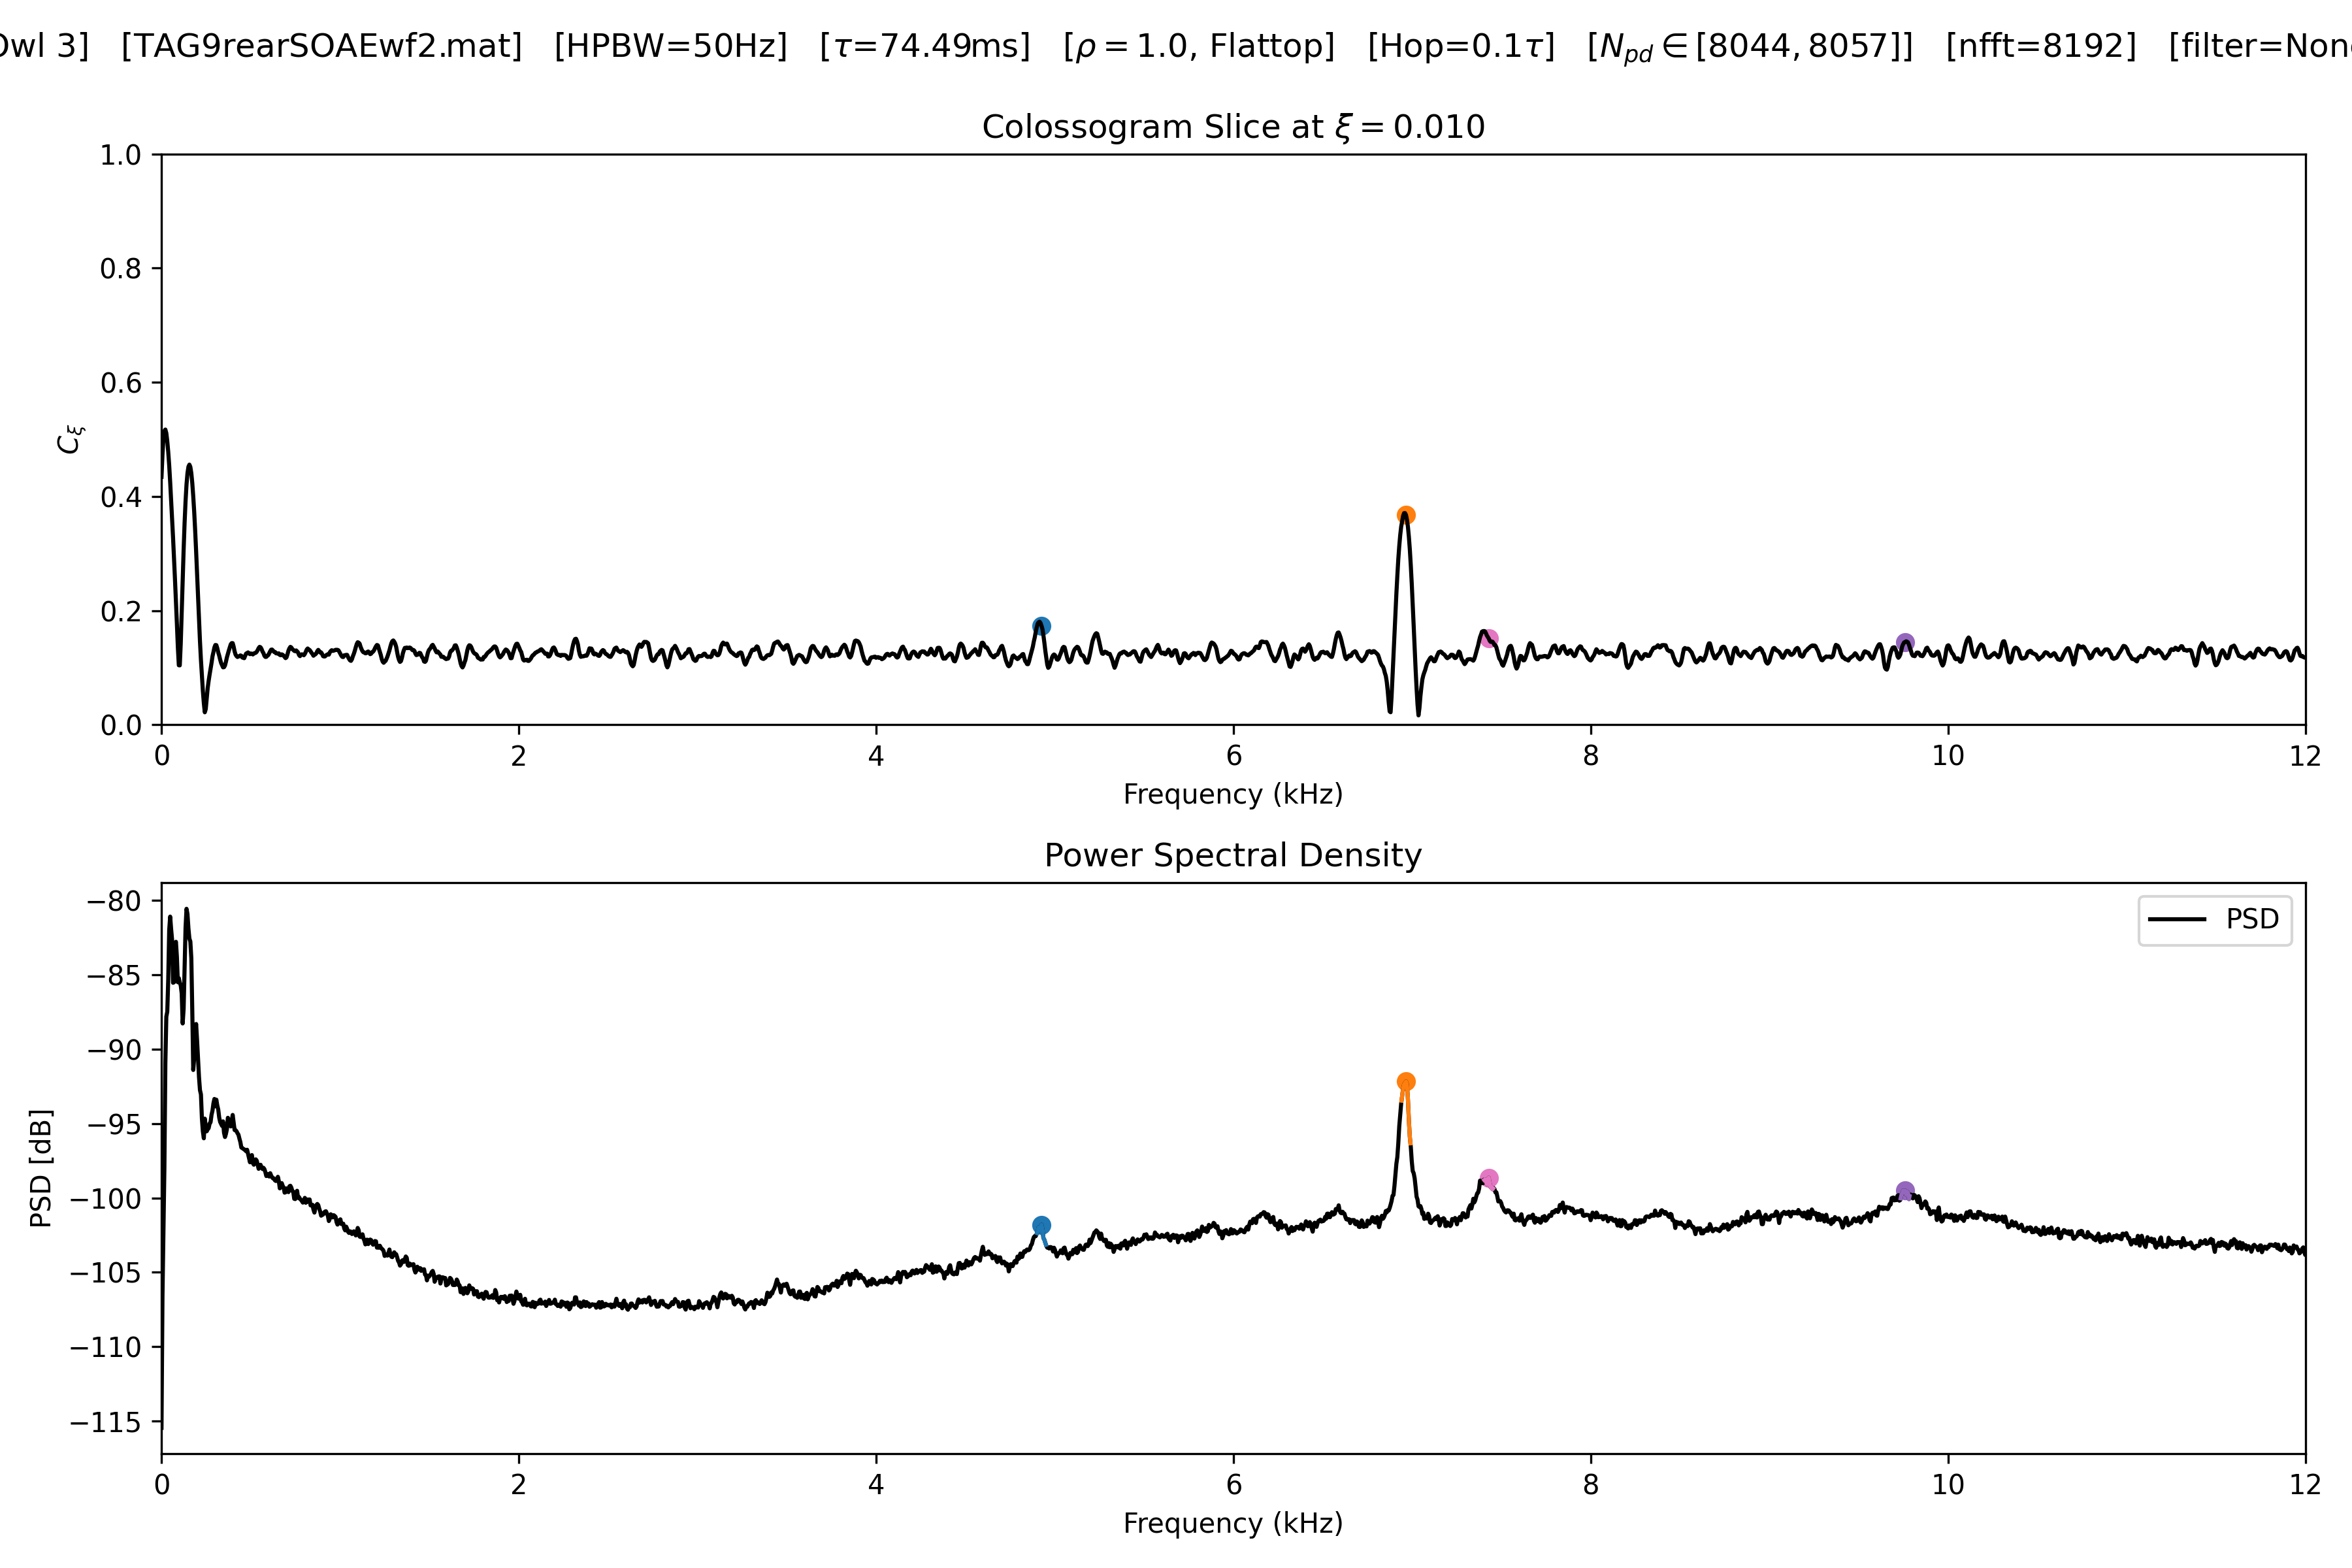 3] [TAG9rearSOAEwf2.mat] [HPBW=50Hz] [τ=74.49ms] [ρ = 1.0, Flattop] [Hop=0.1τ] [N_pd ∈ [8044, 8057]] [nfft=8192]
Colossogram Slice at ξ = 0.010
1.0
0.8
0.6
0.4
0.2
0.0
C_ξ
0 2 4 6 8 10 12
Frequency (kHz)
Power Spectral Density
−80
−85
−90
−95
−100
−105
−110
−115
PSD [dB]
PSD
0 2 4 6 8 10 12
Frequency (kHz)